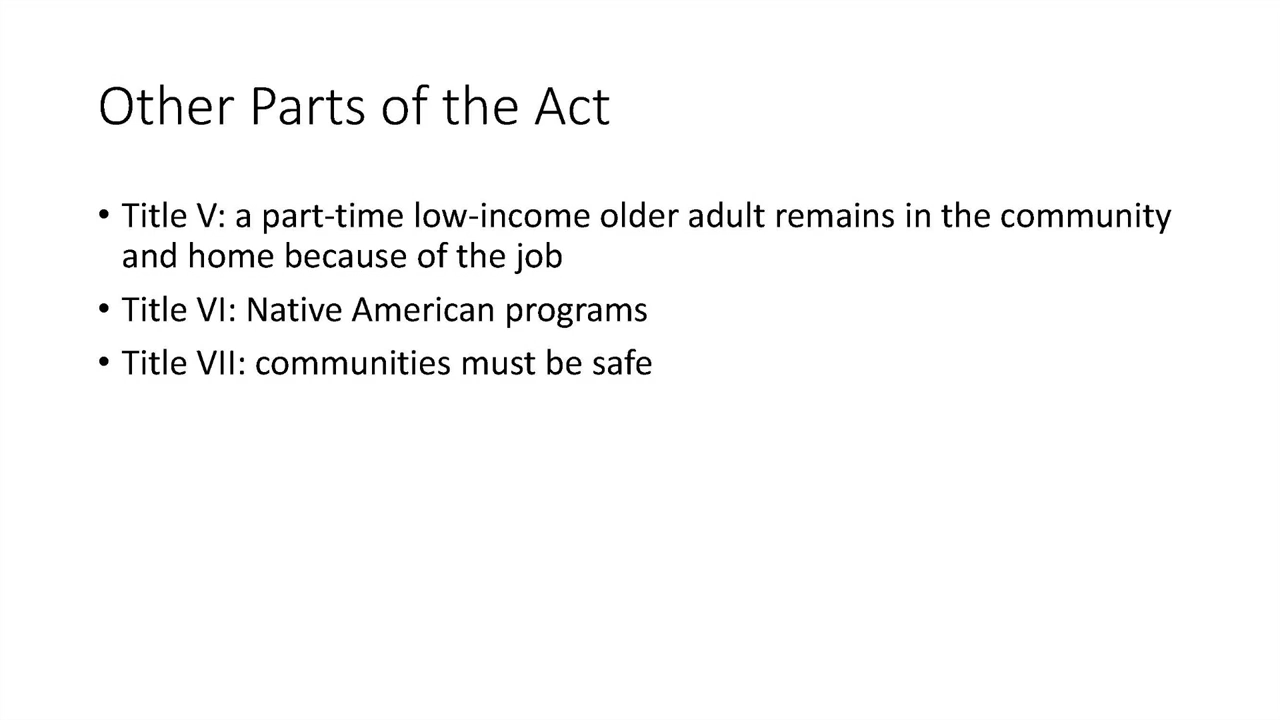 Other Parts of the Act
• Title V: a part-time low-income older adult remains in the community
and home because of the job
• Title VI: Native American programs
• Title VII: communities must be safe